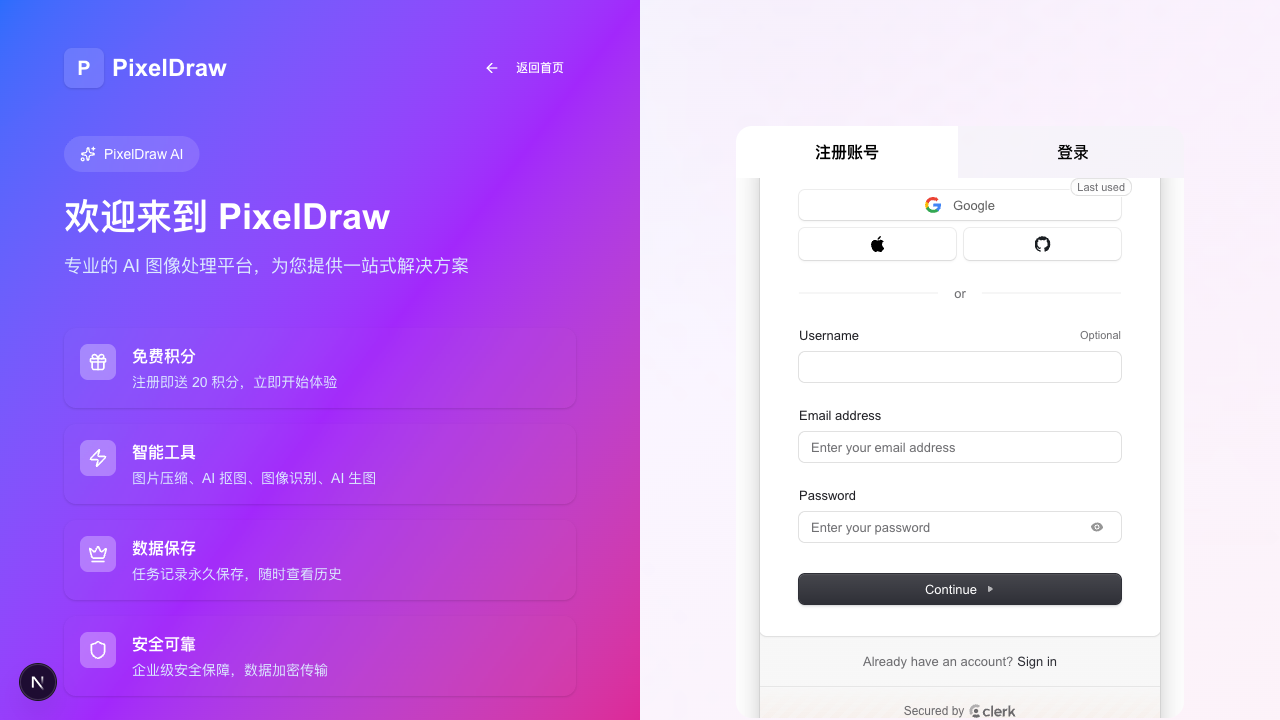 P PixelDraw
返回首页
PixelDraw AI
欢迎来到 PixelDraw
专业的 AI 图像处理平台，为您提供一站式解决方案
免费积分
注册即送 20 积分，立即开始体验
智能工具
图片压缩、AI 抠图、图像识别、AI 生图
数据保存
任务记录永久保存，随时查看历史
安全可靠
企业级安全保障，数据加密传输
N
注册账号
登录
Last used
Google
or
Username
Optional
Email address
Enter your email address
Password
Enter your password
Continue
Already have an account? Sign in
Secured by clerk